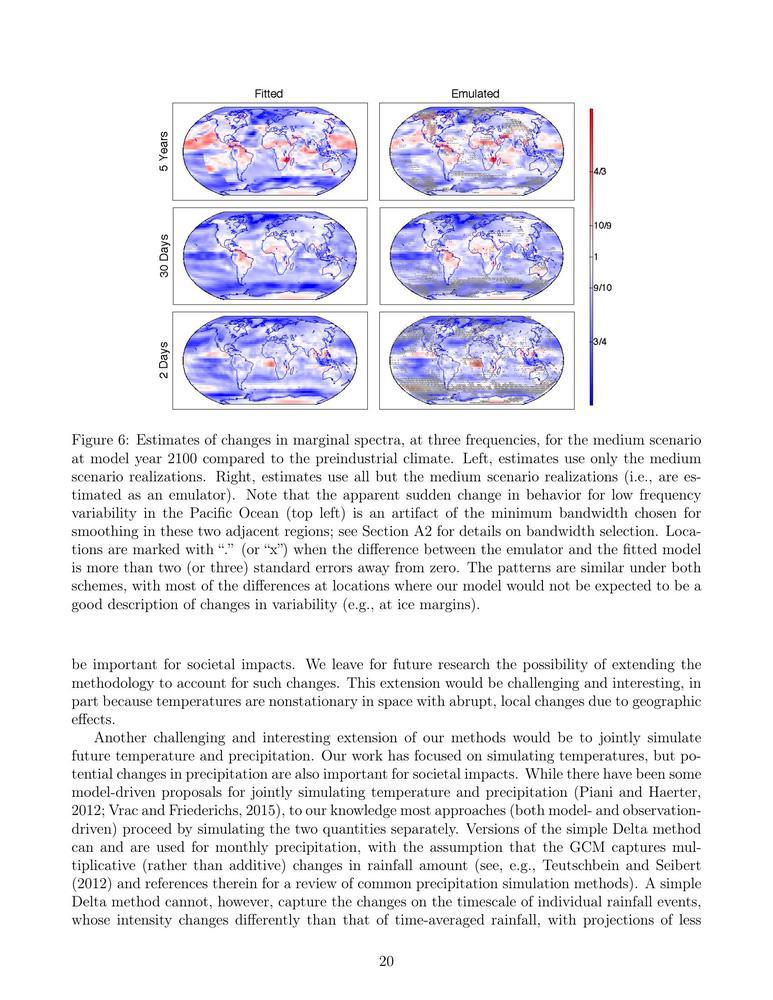 Fitted
Emulated
5 Years
30 Days
2 Days
4/3
10/9
1
9/10
3/4
Figure 6: Estimates of changes in marginal spectra, at three frequencies, for the medium scenario
at model year 2100 compared to the preindustrial climate. Left, estimates use only the medium
scenario realizations. Right, estimates use all but the medium scenario realizations (i.e., are es-
timated as an emulator). Note that the apparent sudden change in behavior for low frequency
variability in the Pacific Ocean (top left) is an artifact of the minimum bandwidth chosen for
smoothing in these two adjacent regions; see Section A2 for details on bandwidth selection. Loca-
tions are marked with “.” (or “x”) when the difference between the emulator and the fitted model
is more than two (or three) standard errors away from zero. The patterns are similar under both
schemes, with most of the differences at locations where our model would not be expected to be a
good description of changes in variability (e.g., at ice margins).
be important for societal impacts. We leave for future research the possibility of extending the
methodology to account for such changes. This extension would be challenging and interesting, in
part because temperatures are nonstationary in space with abrupt, local changes due to geographic
effects.
Another challenging and interesting extension of our methods would be to jointly simulate
future temperature and precipitation. Our work has focused on simulating temperatures, but po-
tential changes in precipitation are also important for societal impacts. While there have been some
model-driven proposals for jointly simulating temperature and precipitation (Piani and Haerter,
2012; Vrac and Friederichs, 2015), to our knowledge most approaches (both model- and observation-
driven) proceed by simulating the two quantities separately. Versions of the simple Delta method
can and are used for monthly precipitation, with the assumption that the GCM captures mul-
tiplicative (rather than additive) changes in rainfall amount (see, e.g., Teutschbein and Seibert
(2012) and references therein for a review of common precipitation simulation methods). A simple
Delta method cannot, however, capture the changes on the timescale of individual rainfall events,
whose intensity changes differently than that of time-averaged rainfall, with projections of less
20